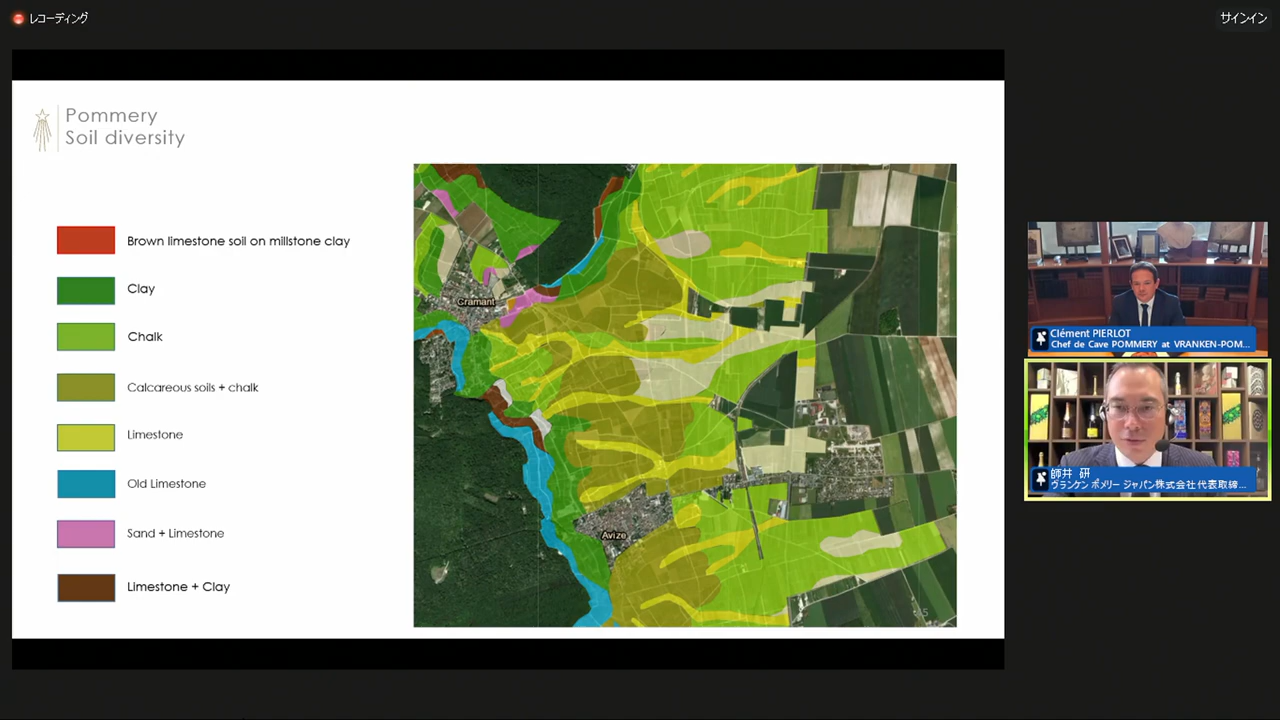 レコーディング
サインイン
Pommery
Soil diversity
Brown limestone soil on millstone clay
Clay
Chalk
Calcareous soils + chalk
Limestone
Old Limestone
Sand + Limestone
Limestone + Clay
Cramant
Avize
Clément PIERLOT
Chef de Cave POMMERY at VRANKEN-POM...
師井 研
ヴランケン ポメリー ジャパン株式会社 代表取締...